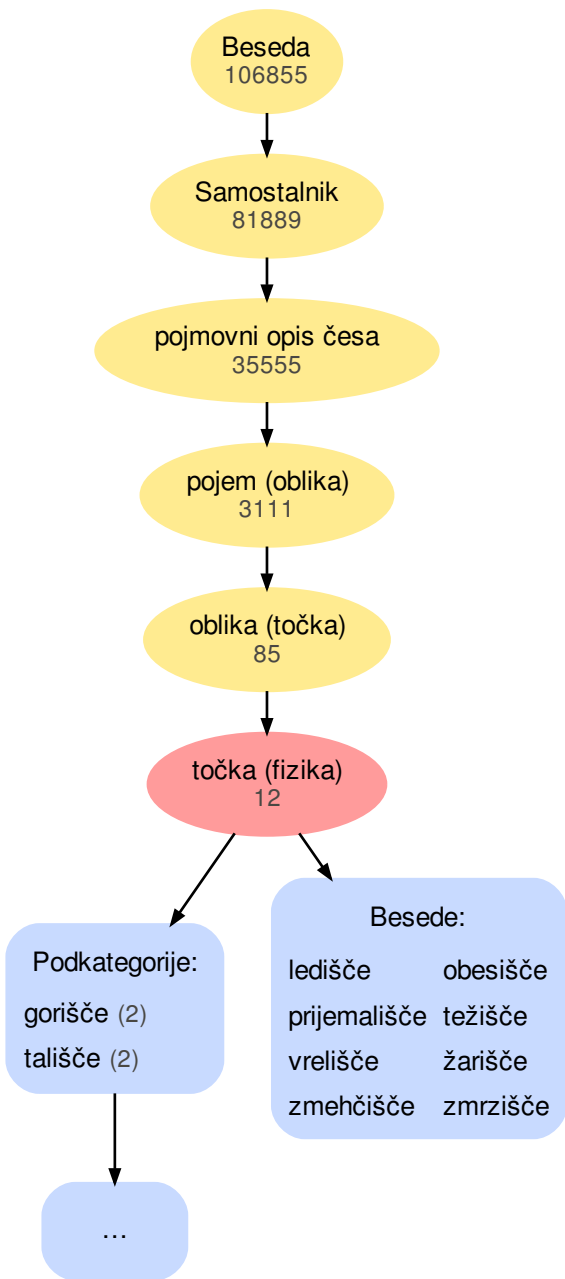 Beseda
106855
Samostalnik
81889
pojmovni opis česa
35555
pojem (oblika)
3111
oblika (točka)
85
točka (fizika)
12
Podkategorije:
gorišče (2)
tališče (2)
...
Besede:
ledišče obesišče
prijemališče težišče
vrelišče žarišče
zmehčišče zmrzišče